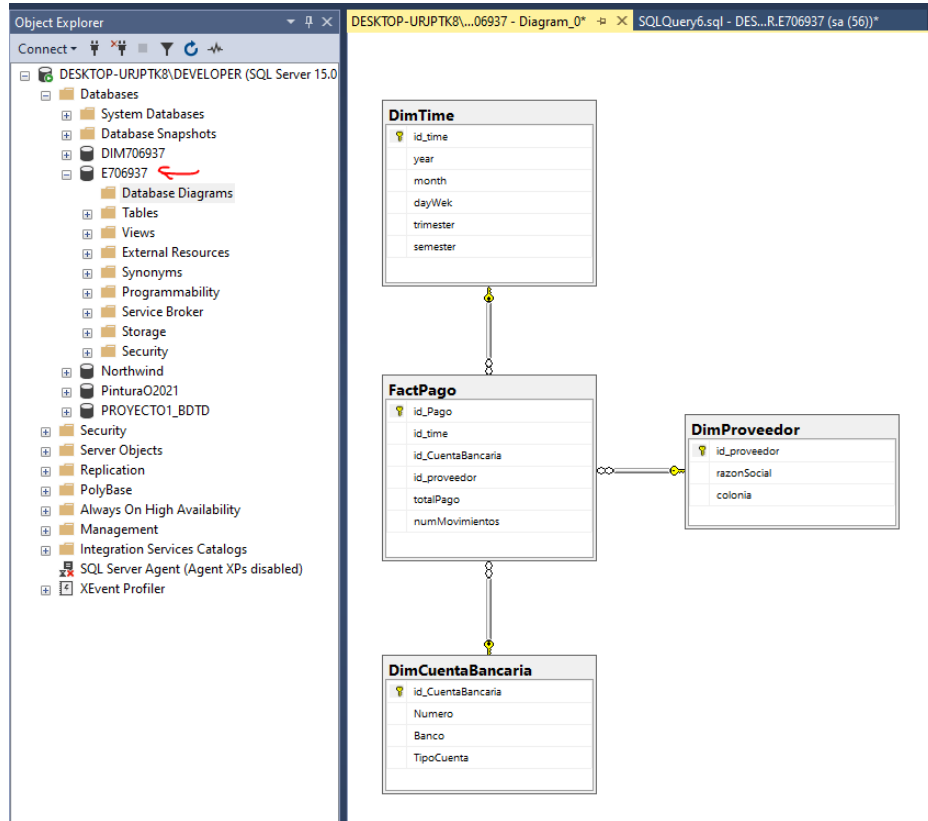 Object Explorer
Connect
DESKTOP-URJPTK8\DEVELOPER (SQL Server 15.0
Databases
System Databases
Database Snapshots
DIM706937
E706937
Database Diagrams
Tables
Views
External Resources
Synonyms
Programmability
Service Broker
Storage
Security
Northwind
PinturaO2021
PROYECTO1_BDTD
Security
Server Objects
Replication
PolyBase
Always On High Availability
Management
Integration Services Catalogs
SQL Server Agent (Agent XPs disabled)
XEvent Profiler
DESKTOP-URJPTK8\...06937 - Diagram_0*
SQLQuery6.sql - DES...R.E706937 (sa (56))*
DimTime
id_time
year
month
dayWek
trimester
semester
FactPago
id_Pago
id_time
id_CuentaBancaria
id_proveedor
totalPago
numMovimientos
DimProveedor
id_proveedor
razonSocial
colonia
DimCuentaBancaria
id_CuentaBancaria
Numero
Banco
TipoCuenta